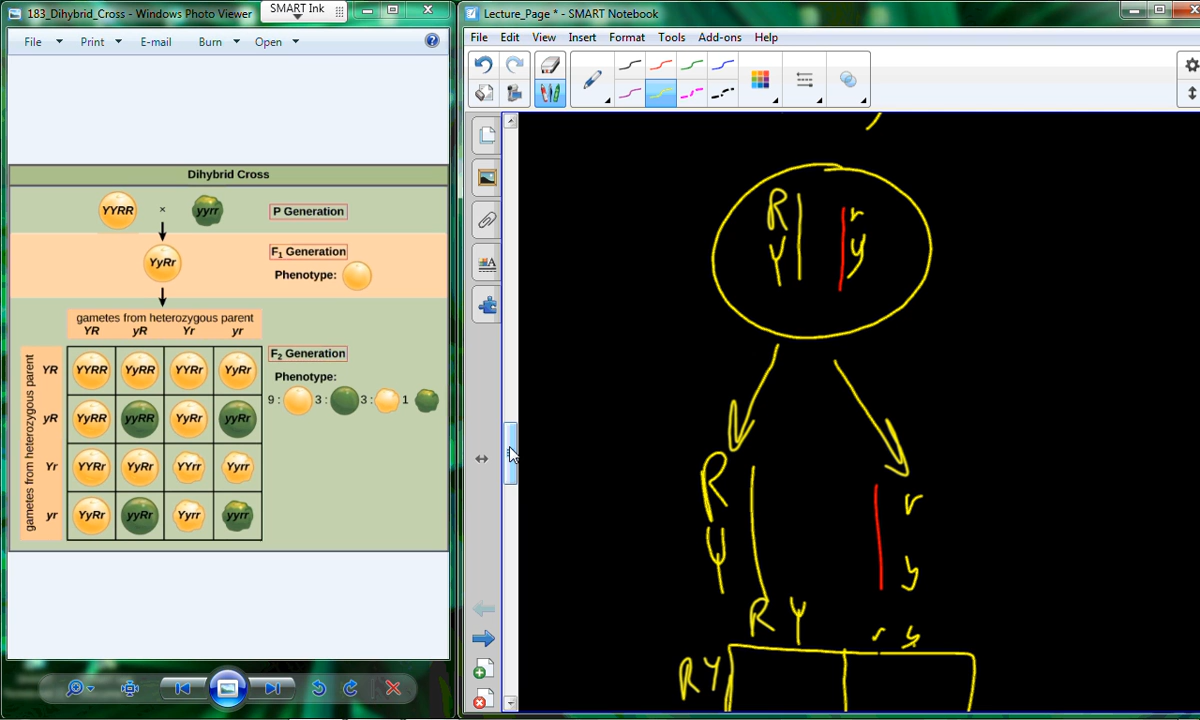 183_Dihybrid_Cross - Windows Photo Viewer
SMART Ink
File Print E-mail Burn Open
Dihybrid Cross
YYRR × yyrr P Generation
F1 Generation
YyRr
Phenotype:
gametes from heterozygous parent
YR yR Yr yr
F2 Generation
Phenotype:
9 : 3 : 3 : 1
gametes from heterozygous parent
YR YYRR YyRR YYRr YyRr
yR YyRR yyRR YyRr yyRr
Yr YYRr YyRr YYrr Yyrr
yr YyRr yyRr Yyrr yyrr
Lecture_Page * - SMART Notebook
File Edit View Insert Format Tools Add-ons Help
R r
Y y
R r
Y y
R Y r y
RY